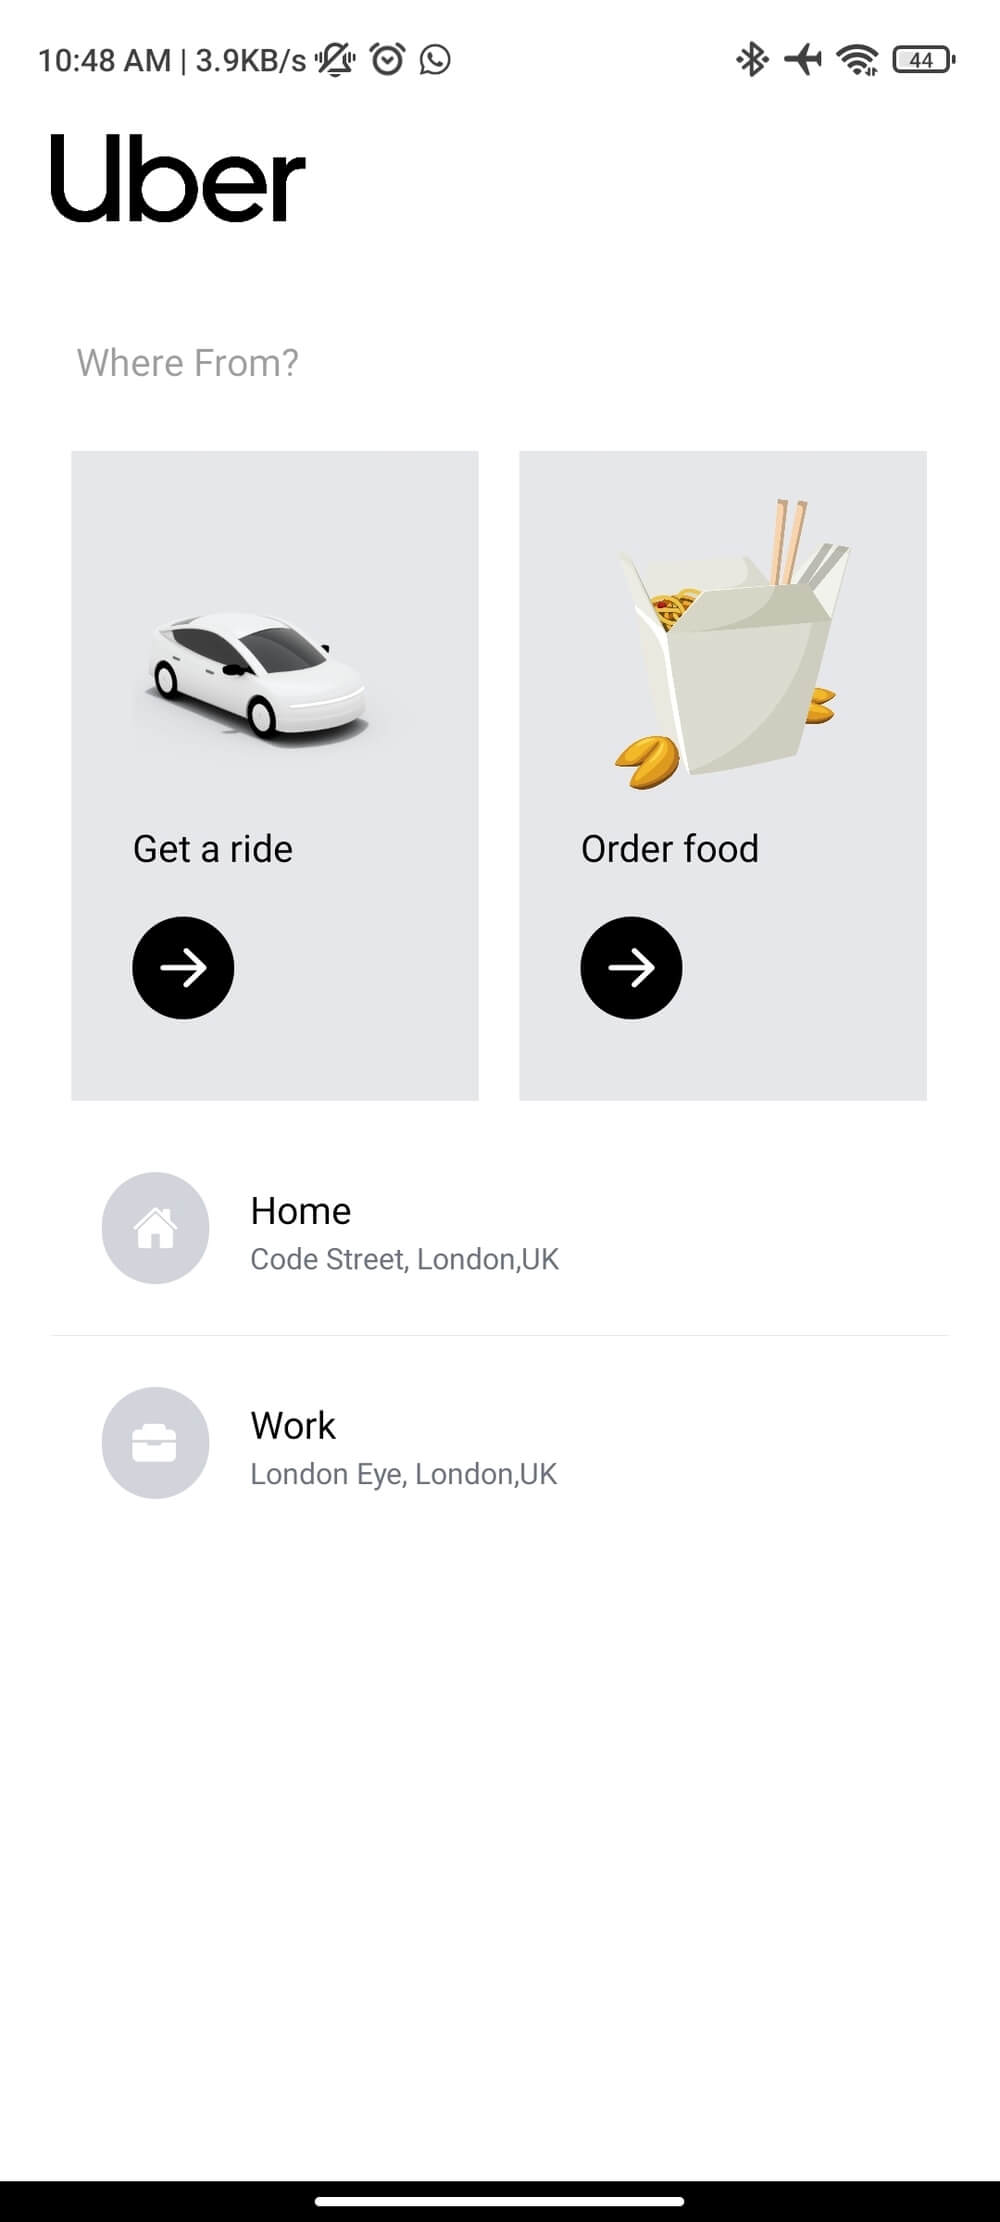 10:48 AM | 3.9KB/s
44
Uber
Where From?
Get a ride
Order food
Home
Code Street, London,UK
Work
London Eye, London,UK